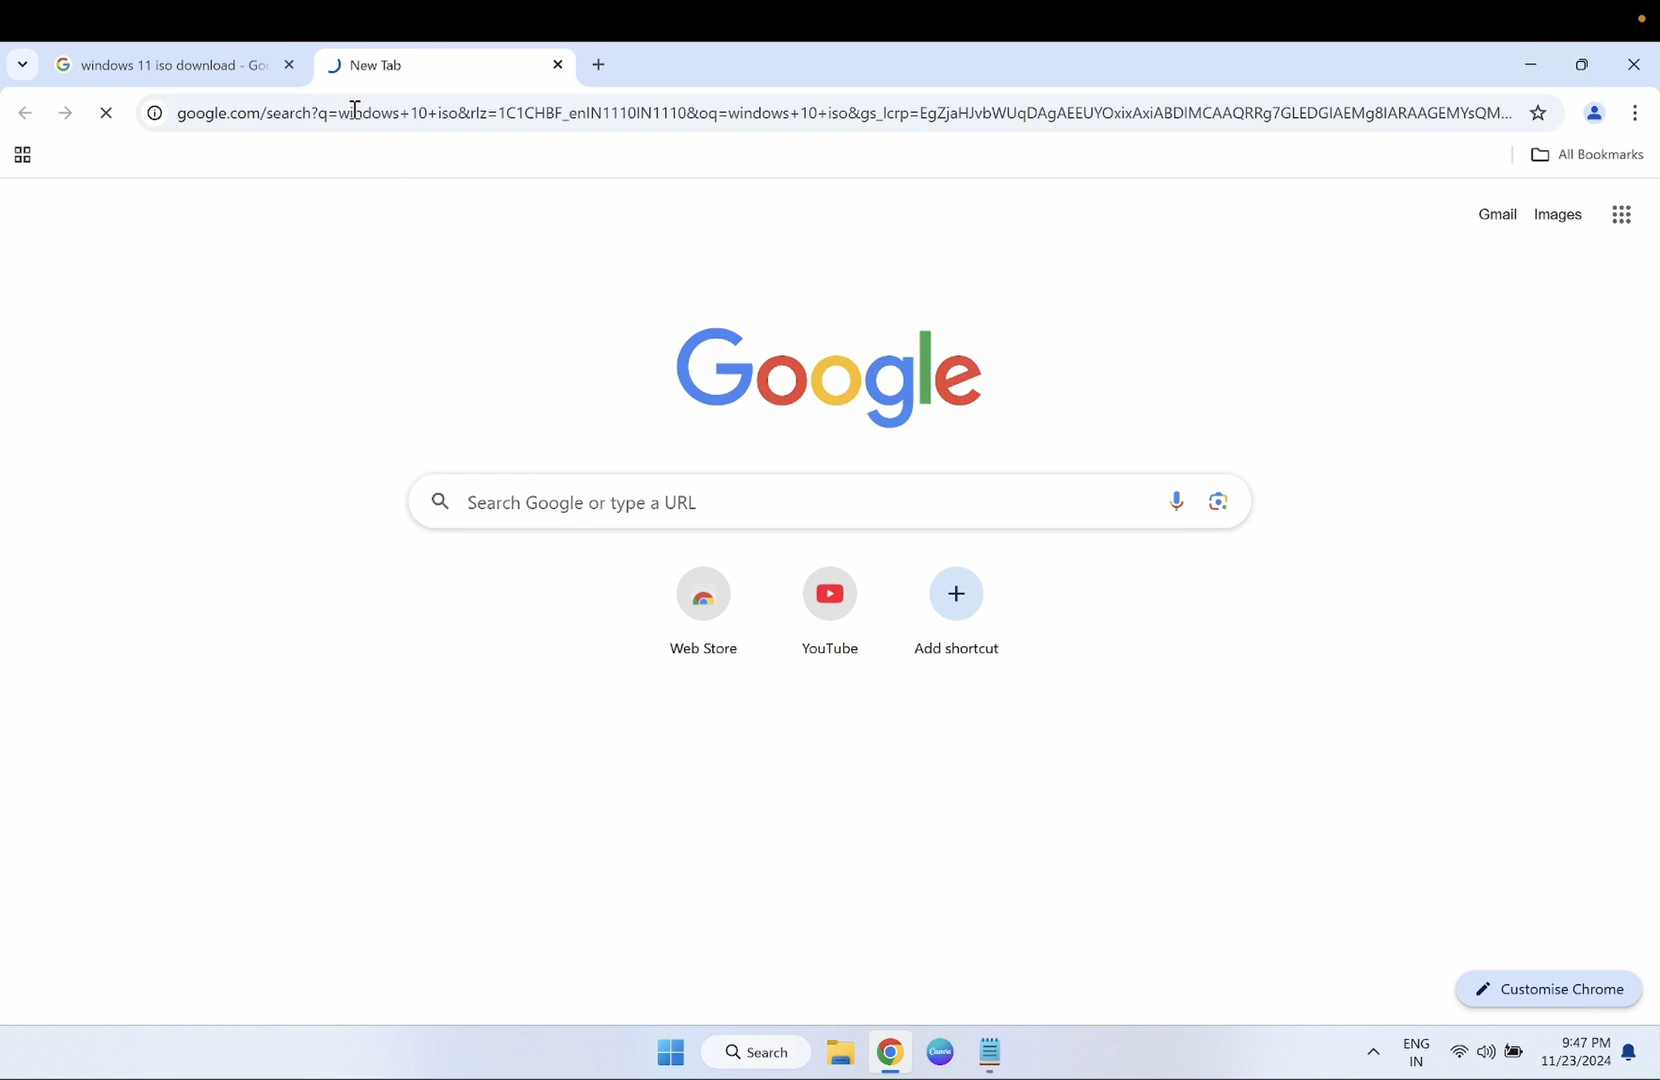 windows 11 iso download - Goo
New Tab
google.com/search?q=windows+10+iso&rlz=1C1CHBF_enIN1110IN1110&oq=windows+10+iso&gs_lcrp=EgZjaHJvbWUqDAgAEEUYOxixAxiABDIMCAAQRRg7GLEDGIAEMg8IARAAGEMYsQM...
All Bookmarks
Gmail Images
Google
Search Google or type a URL
Web Store YouTube Add shortcut
Customise Chrome
Search
Canva
ENG
IN
9:47 PM
11/23/2024